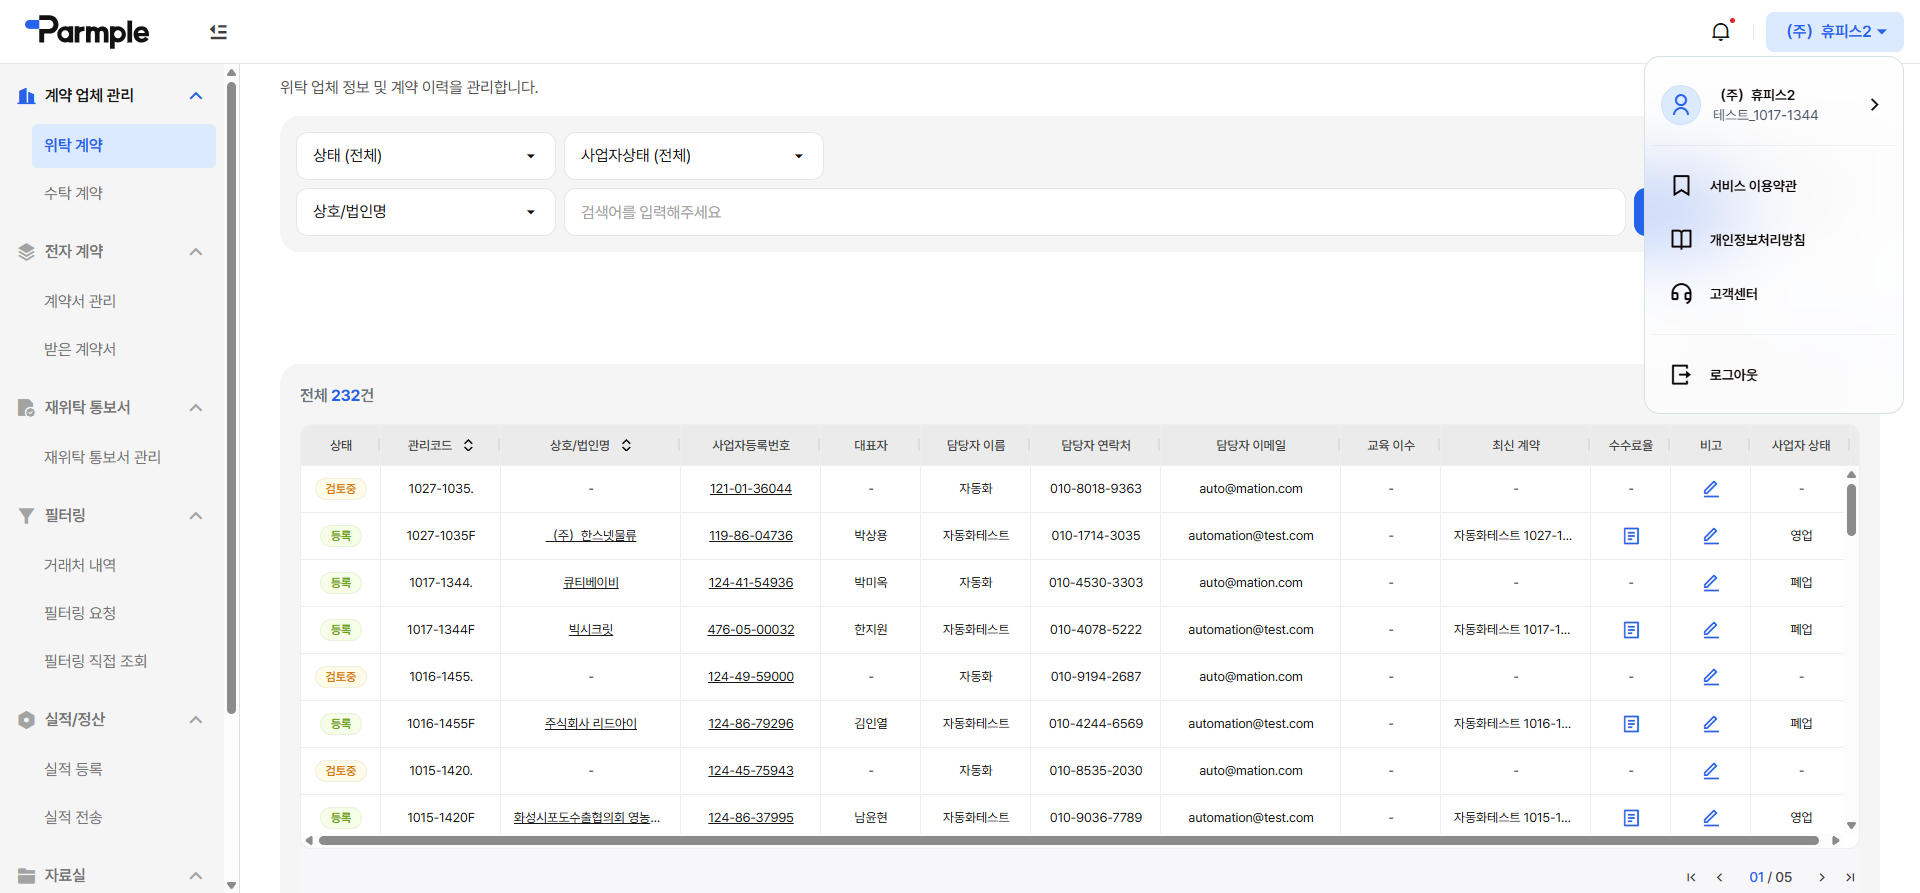 Parmple
(주) 휴피스2
계약 업체 관리
위탁 계약
수탁 계약
전자 계약
계약서 관리
받은 계약서
재위탁 통보서
재위탁 통보서 관리
필터링
거래처 내역
필터링 요청
필터링 직접 조회
실적/정산
실적 등록
실적 전송
자료실
위탁 업체 정보 및 계약 이력을 관리합니다.
상태 (전체) 사업자상태 (전체)
상호/법인명 검색어를 입력해주세요
(주) 휴피스2
테스트_1017-1344
서비스 이용약관
개인정보처리방침
고객센터
로그아웃
전체 232건
상태 관리코드 상호/법인명 사업자등록번호 대표자 담당자 이름 담당자 연락처 담당자 이메일 교육 이수 최신 계약 수수료율 비고 사업자 상태
검토중 1027-1035. - 121-01-36044 - 자동화 010-8018-9363 auto@mation.com - - - -
등록 1027-1035F (주) 한스넷물류 119-86-04736 박상용 자동화테스트 010-1714-3035 automation@test.com - 자동화테스트 1027-1... 영업
등록 1017-1344. 큐티베이비 124-41-54936 박미옥 자동화 010-4530-3303 auto@mation.com - - - 폐업
등록 1017-1344F 빅시크릿 476-05-00032 한지원 자동화테스트 010-4078-5222 automation@test.com - 자동화테스트 1017-1... 폐업
검토중 1016-1455. - 124-49-59000 - 자동화 010-9194-2687 auto@mation.com - - - -
등록 1016-1455F 주식회사 리드아이 124-86-79296 김인열 자동화테스트 010-4244-6569 automation@test.com - 자동화테스트 1016-1... 폐업
검토중 1015-1420. - 124-45-75943 - 자동화 010-8535-2030 auto@mation.com - - - -
등록 1015-1420F 화성시포도수출협의회 영농... 124-86-37995 남윤현 자동화테스트 010-9036-7789 automation@test.com - 자동화테스트 1015-1... 영업
01 / 05